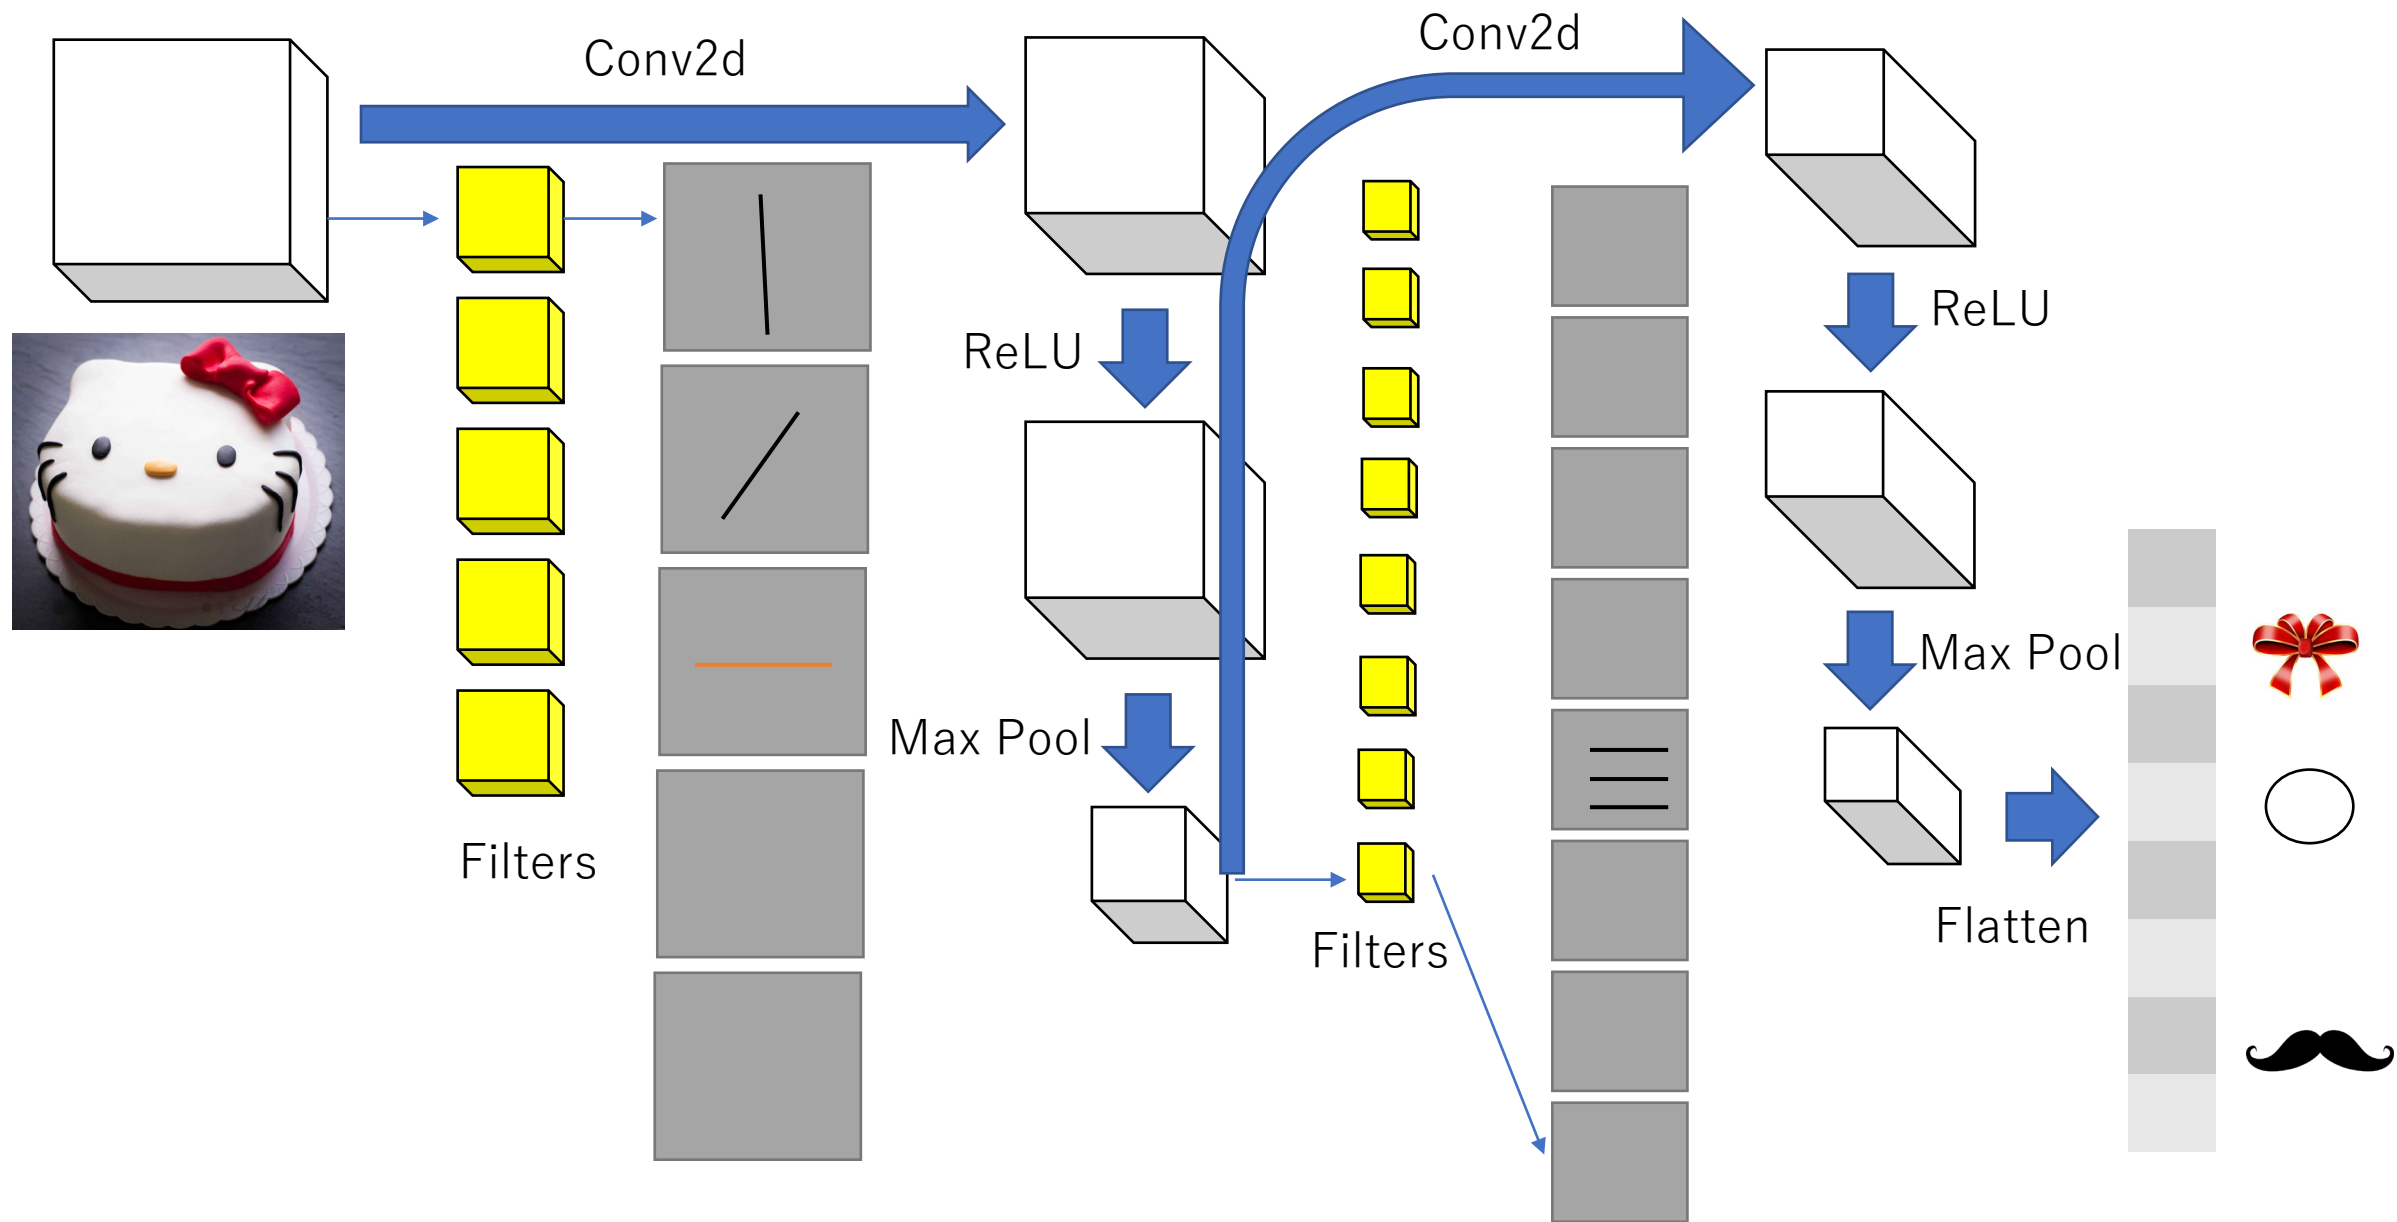 Conv2d
Filters
ReLU
Max Pool
Conv2d
Filters
ReLU
Max Pool
Flatten